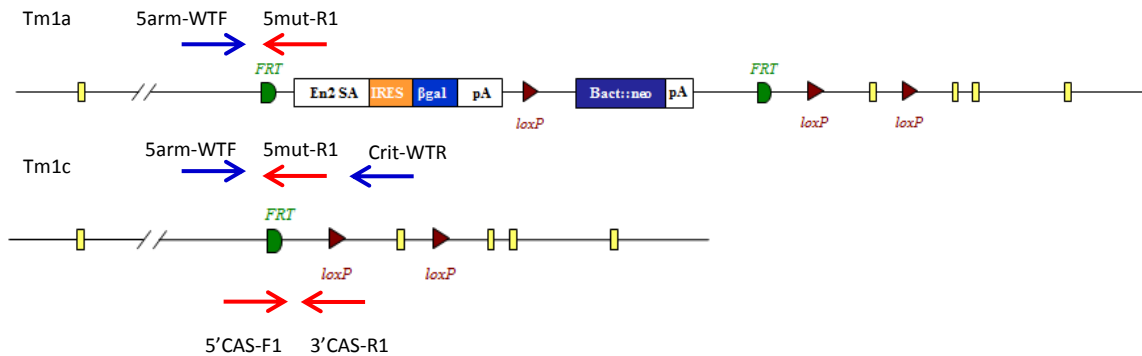 Tm1a 5arm-WTF 5mut-R1
FRT FRT
En2 SA IRES βgal pA Bact::neo pA
loxP loxP loxP
5arm-WTF 5mut-R1 Crit-WTR
Tm1c
FRT
loxP loxP
5’CAS-F1 3’CAS-R1